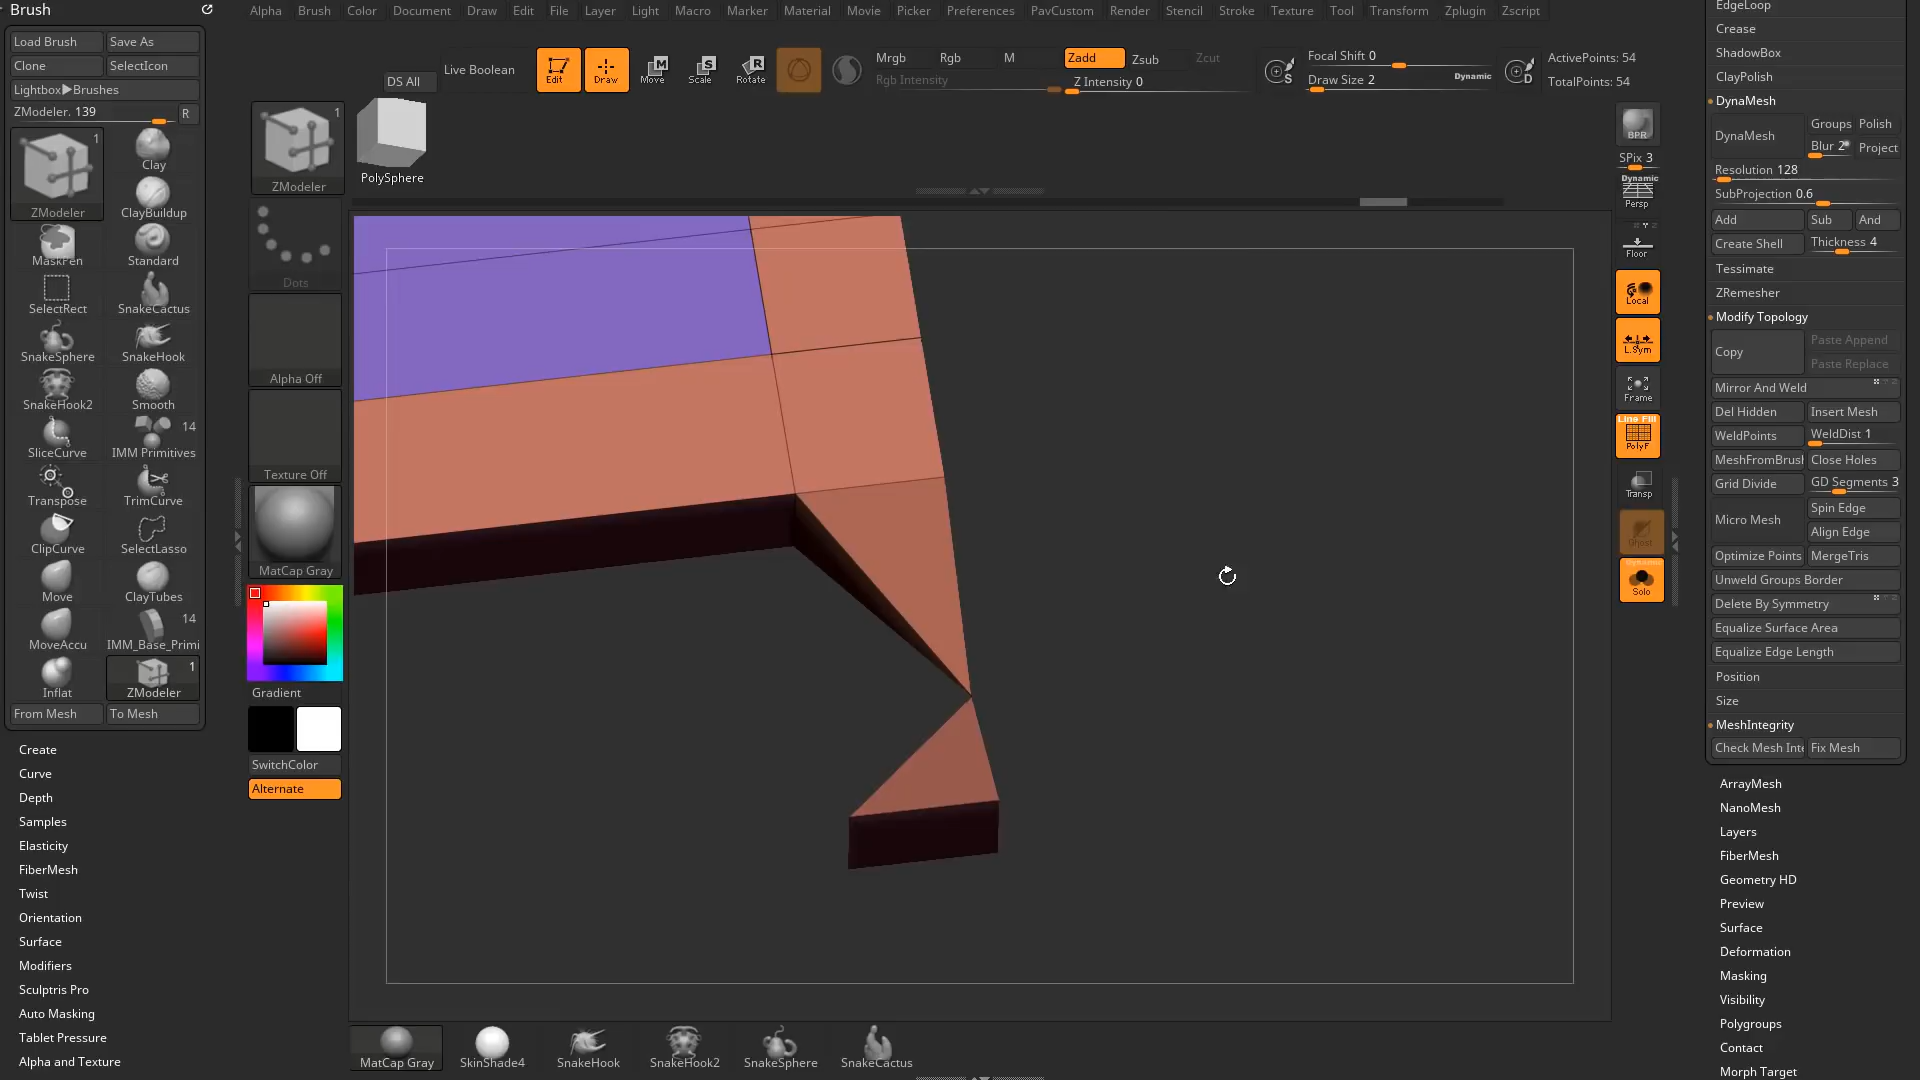 Brush
Load Brush
Save As
Clone
SelectIcon
Lightbox▶Brushes
ZModeler. 139
R
1
ZModeler
Clay
ClayBuildup
MaskPen
Standard
SelectRect
SnakeCactus
SnakeSphere
SnakeHook
SnakeHook2
Smooth
SliceCurve
14
IMM Primitives
Transpose
TrimCurve
ClipCurve
SelectLasso
Move
ClayTubes
MoveAccu
14
IMM_Base_Primi
Inflat
1
ZModeler
From Mesh
To Mesh
Create
Curve
Depth
Samples
Elasticity
FiberMesh
Twist
Orientation
Surface
Modifiers
Sculptris Pro
Auto Masking
Tablet Pressure
Alpha and Texture
Alpha
Brush
Color
Document
Draw
Edit
File
Layer
Light
Macro
Marker
Material
Movie
Picker
Preferences
PavCustom
Render
Stencil
Stroke
Texture
Tool
Transform
Zplugin
Zscript
DS All
Live Boolean
Edit
Draw
Move
Scale
Rotate
Mrgb
Rgb
M
Rgb Intensity
Zadd
Zsub
Zcut
Z Intensity 0
S
Focal Shift 0
Draw Size 2
Dynamic
D
ActivePoints: 54
TotalPoints: 54
1
ZModeler
PolySphere
Dots
Alpha Off
Texture Off
MatCap Gray
Gradient
SwitchColor
Alternate
BPR
SPix 3
Dynamic
Persp
Floor
Local
L.Sym
Frame
Line Fill
PolyF
Transp
Ghost
Dynamic
Solo
EdgeLoop
Crease
ShadowBox
ClayPolish
DynaMesh
DynaMesh
Groups
Polish
Blur 2
Project
Resolution 128
SubProjection 0.6
Add
Sub
And
Create Shell
Thickness 4
Tessimate
ZRemesher
Modify Topology
Copy
Paste Append
Paste Replace
Mirror And Weld
Del Hidden
Insert Mesh
WeldPoints
WeldDist 1
MeshFromBrush
Close Holes
Grid Divide
GD Segments 3
Micro Mesh
Spin Edge
Align Edge
Optimize Points
MergeTris
Unweld Groups Border
Delete By Symmetry
Equalize Surface Area
Equalize Edge Length
Position
Size
MeshIntegrity
Check Mesh Inte
Fix Mesh
ArrayMesh
NanoMesh
Layers
FiberMesh
Geometry HD
Preview
Surface
Deformation
Masking
Visibility
Polygroups
Contact
Morph Target
MatCap Gray
SkinShade4
SnakeHook
SnakeHook2
SnakeSphere
SnakeCactus